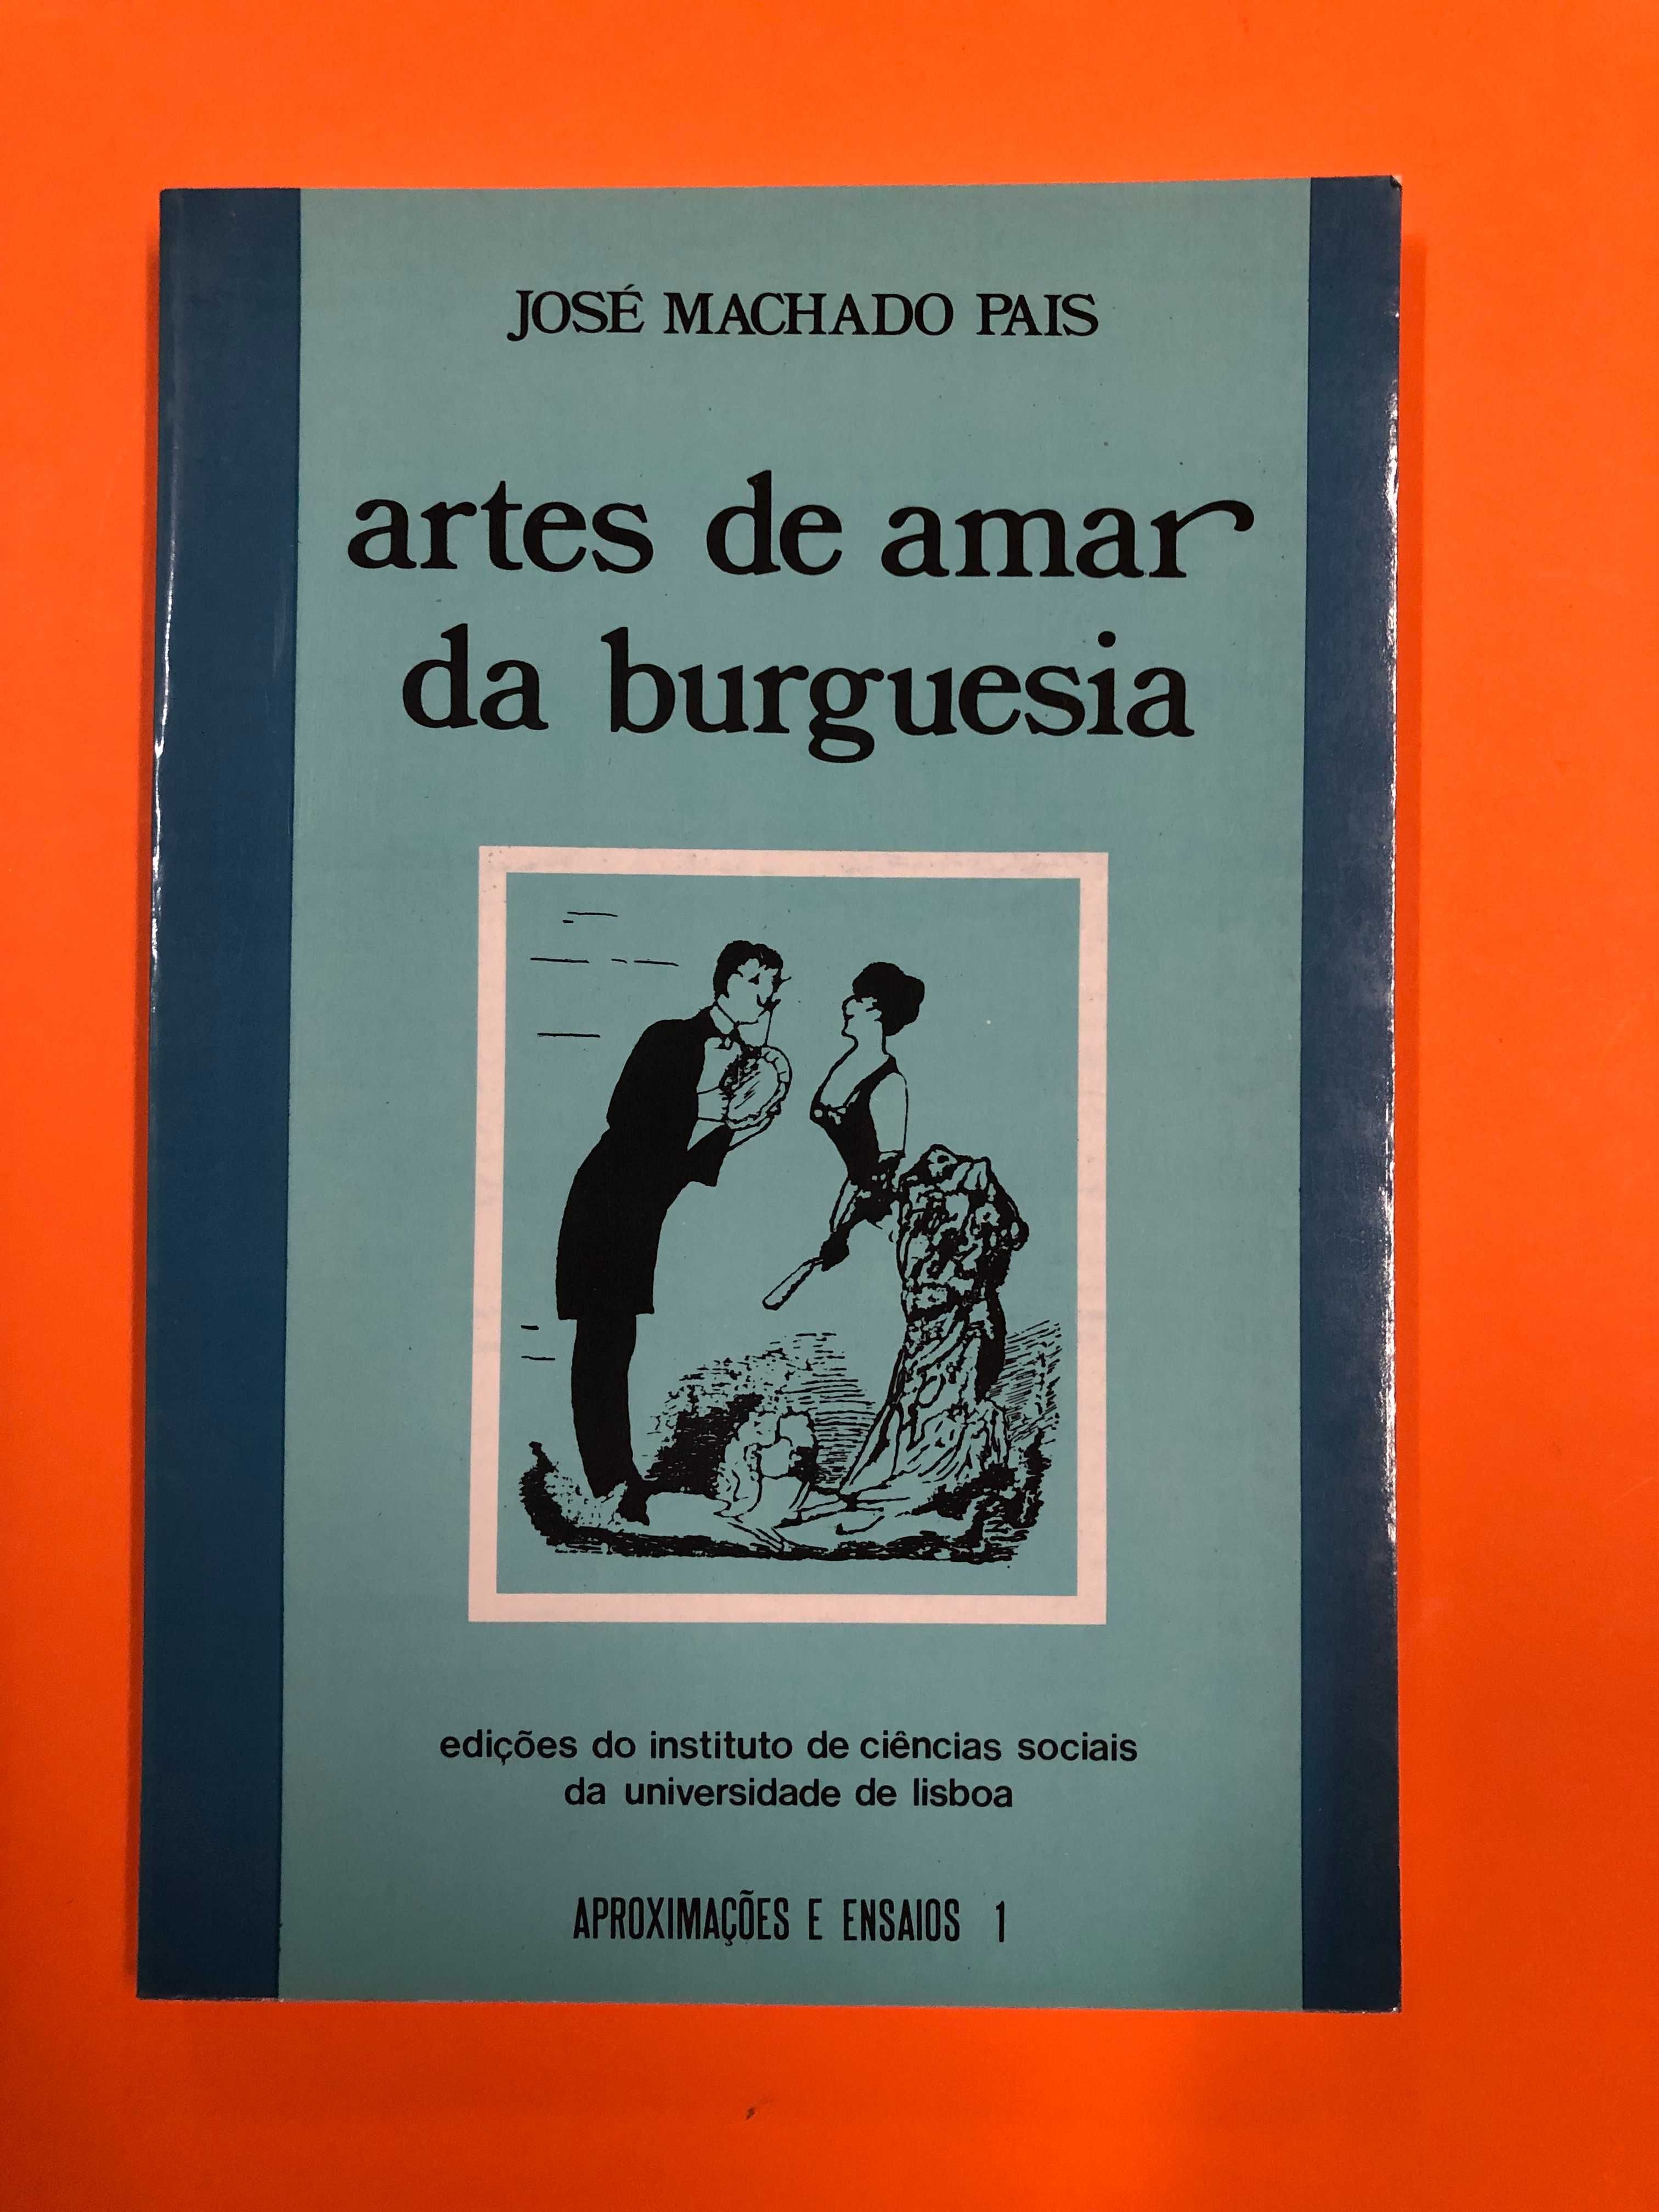 JOSÉ MACHADO PAIS
artes de amar
da burguesia
edições do instituto de ciências sociais
da universidade de lisboa
APROXIMAÇÕES E ENSAIOS 1